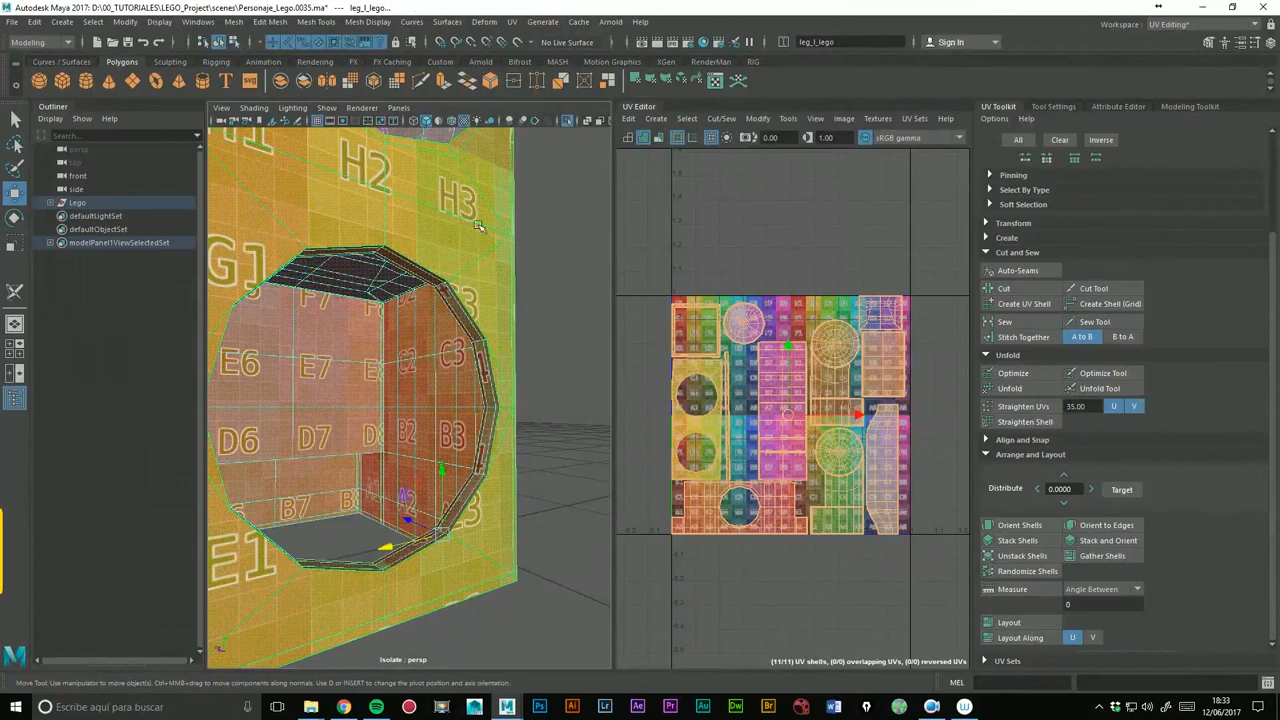 Autodesk Maya 2017: D:\00_TUTORIALES\LEGO_Project\scenes\Personaje_Lego.0035.ma* --- leg_l_lego...
File Edit Create Select Modify Display Windows Mesh Edit Mesh Mesh Tools Mesh Display Curves Surfaces Deform UV Generate Cache Arnold Help
Workspace : UV Editing*
Modeling
No Live Surface
leg_l_lego
Sign In
Curves / Surfaces Polygons Sculpting Rigging Animation Rendering FX FX Caching Custom Arnold Bifrost MASH Motion Graphics XGen RenderMan RIG
Outliner
Display Show Help
Search...
persp
top
front
side
Lego
defaultLightSet
defaultObjectSet
modelPanel1ViewSelectedSet
View Shading Lighting Show Renderer Panels
H1
H2
H3
G1
F7
E6
E7
C2
C3
D6
D7
B2
B3
B7
E1
Isolate : persp
UV Editor
Edit Create Select Cut/Sew Modify Tools View Image Textures UV Sets Help
0.00
1.00
sRGB gamma
(11/11) UV shells, (0/0) overlapping UVs, (0/0) reversed UVs
UV Toolkit Tool Settings Attribute Editor Modeling Toolkit
Options Help
All Clear Inverse
Pinning
Select By Type
Soft Selection
Transform
Create
Cut and Sew
Auto-Seams
Cut Cut Tool
Create UV Shell Create Shell (Grid)
Sew Sew Tool
Stitch Together A to B B to A
Unfold
Optimize Optimize Tool
Unfold Unfold Tool
Straighten UVs 35.00 U V
Straighten Shell
Align and Snap
Arrange and Layout
Distribute 0.0000 Target
Orient Shells Orient to Edges
Stack Shells Stack and Orient
Unstack Shells Gather Shells
Randomize Shells
Measure Angle Between
0
Layout
Layout Along U V
UV Sets
Move Tool: Use manipulator to move object(s). Ctrl+MMB+drag to move components along normals. Use D or INSERT to change the pivot position and axis orientation.
MEL
Escribe aquí para buscar
18:33
12/06/2017